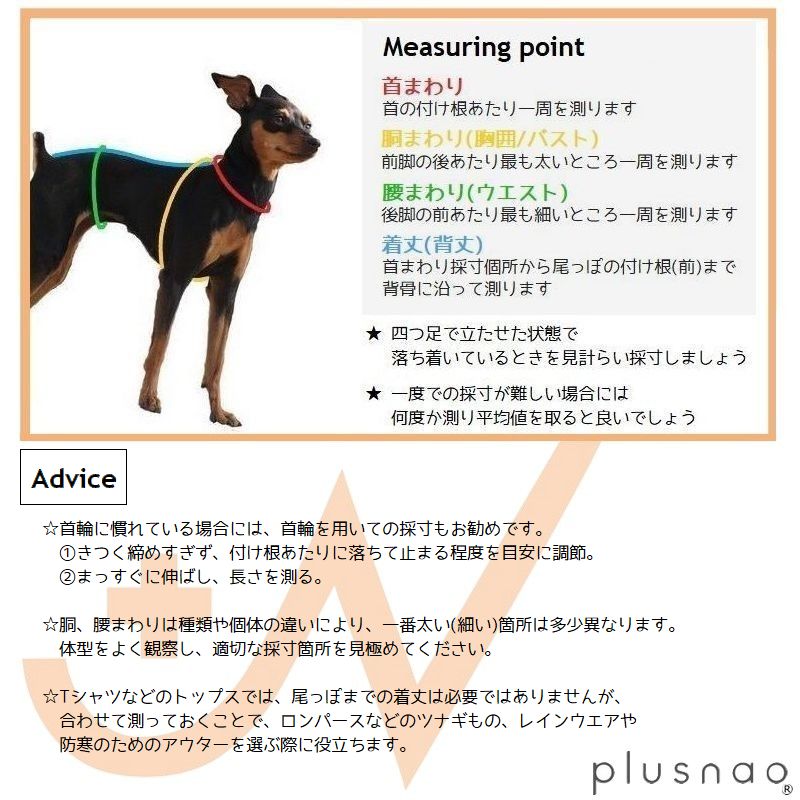 Measuring point
首まわり
首の付け根あたり一周を測ります
胴まわり(胸囲/バスト)
前脚の後あたり最も太いところ一周を測ります
腰まわり(ウエスト)
後脚の前あたり最も細いところ一周を測ります
着丈(背丈)
首まわり採寸個所から尾っぽの付け根(前)まで
背骨に沿って測ります
★ 四つ足で立たせた状態で
落ち着いているときを見計らい採寸しましょう
★ 一度での採寸が難しい場合には
何度か測り平均値を取ると良いでしょう
Advice
☆首輪に慣れている場合には、首輪を用いての採寸もお勧めです。
①きつく締めすぎず、付け根あたりに落ちて止まる程度を目安に調節。
②まっすぐに伸ばし、長さを測る。
☆胴、腰まわりは種類や個体の違いにより、一番太い(細い)箇所は多少異なります。
体型をよく観察し、適切な採寸箇所を見極めてください。
☆Tシャツなどのトップスでは、尾っぽまでの着丈は必要ではありませんが、
合わせて測っておくことで、ロンパースなどのツナギもの、レインウエアや
防寒のためのアウターを選ぶ際に役立ちます。
plusnao®